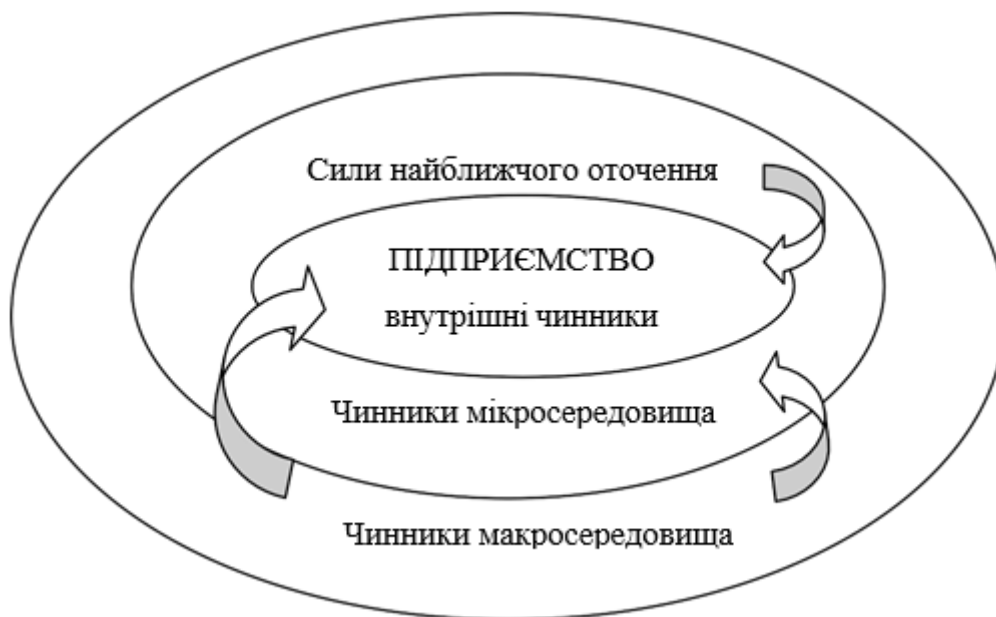 Сили найближчого оточення
ПІДПРИЄМСТВО
внутрішні чинники
Чинники мікросередовища
Чинники макросередовища